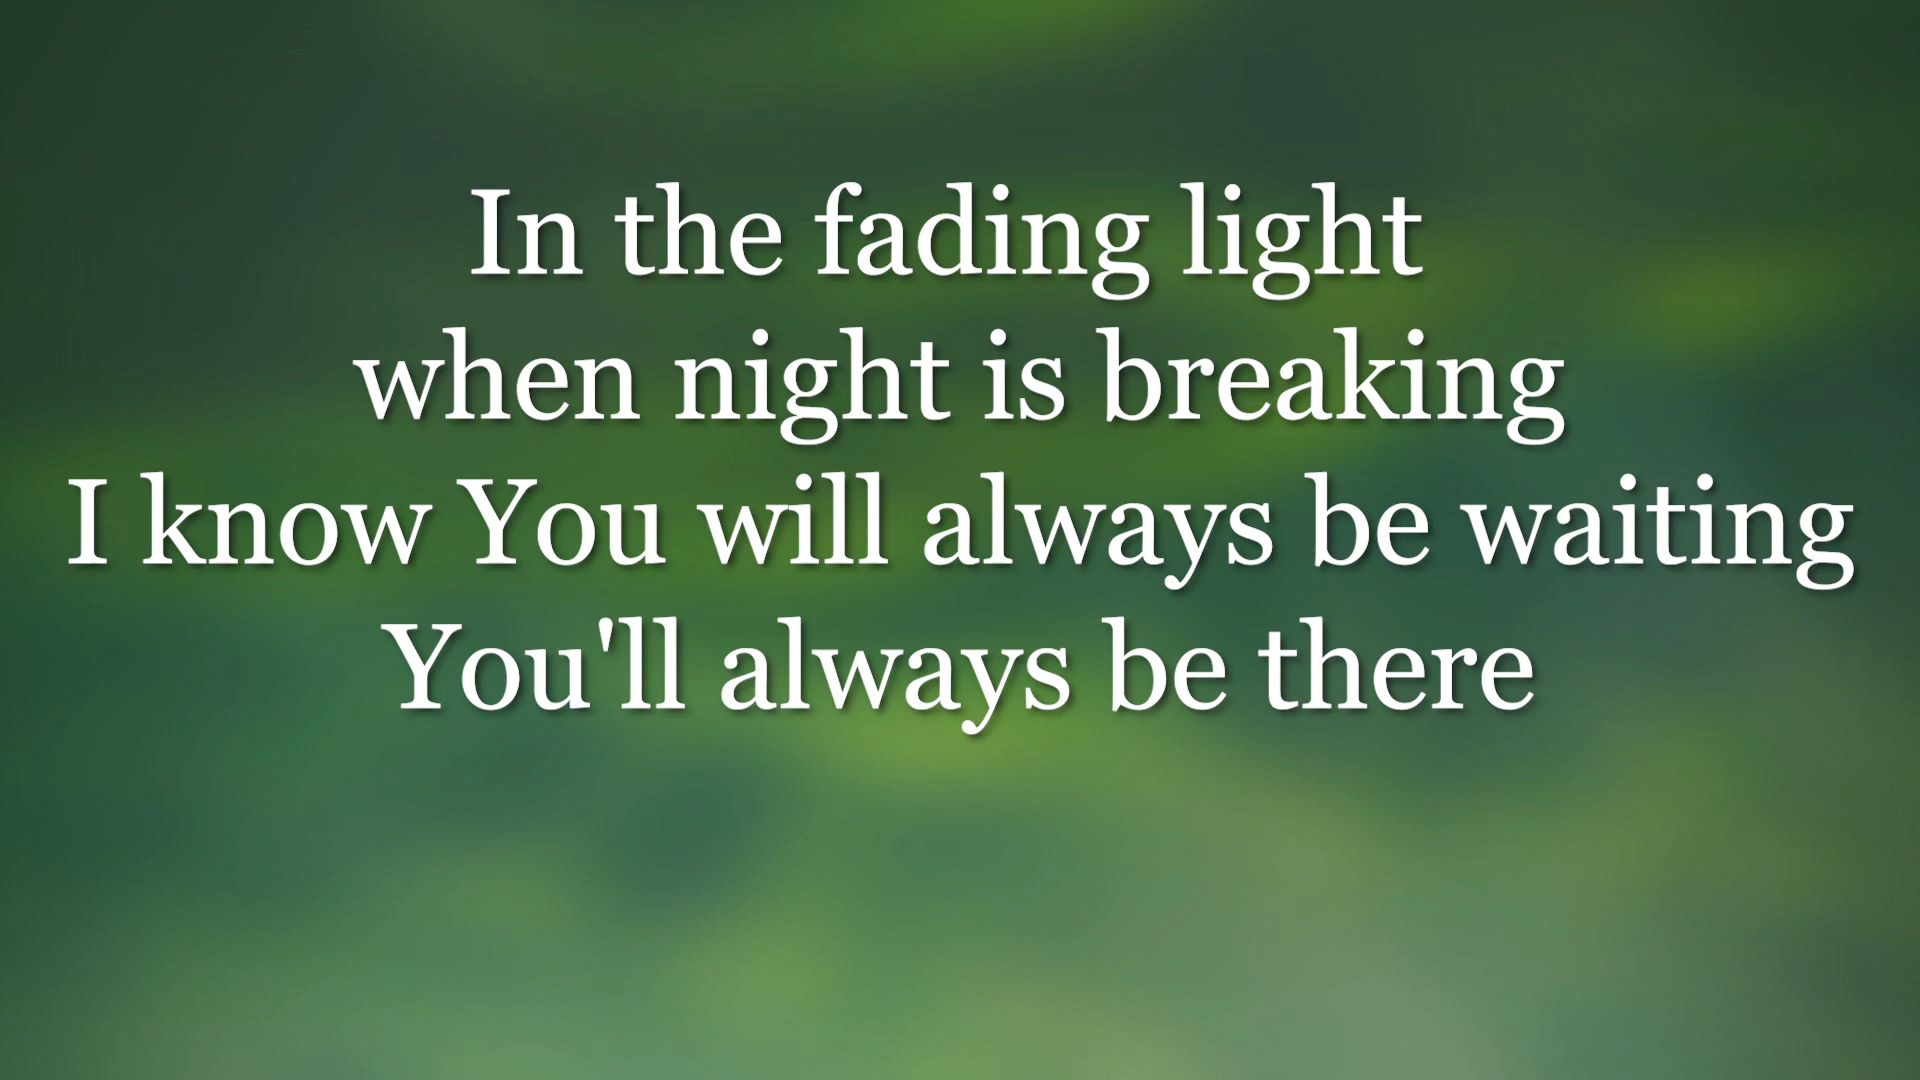 In the fading light
when night is breaking
I know You will always be waiting
You'll always be there